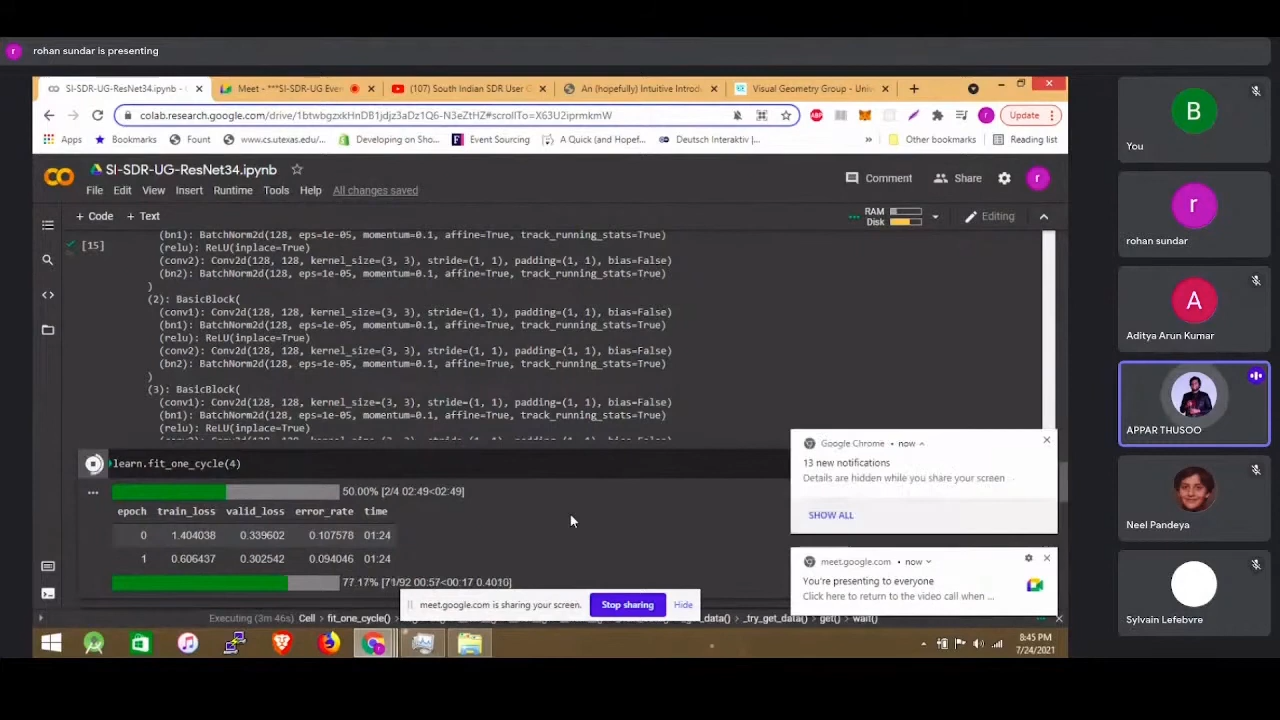 r
rohan sundar is presenting
SI-SDR-UG-ResNet34.ipynb -
Meet - ***SI-SDR-UG Eve
(107) South Indian SDR User G
An (hopefully) Intuitive Introd
Visual Geometry Group - Univ
colab.research.google.com/drive/1btwbgzxkHnDB1jdjz3aDz1Q6-N3eZtHZ#scrollTo=X63U2iprmkmW
ABP
r
Update
Apps
Bookmarks
Fount
www.cs.utexas.edu/...
Developing on Sho...
Event Sourcing
A Quick (and Hopef...
Deutsch Interaktiv |...
»
Other bookmarks
Reading list
SI-SDR-UG-ResNet34.ipynb
File Edit View Insert Runtime Tools Help All changes saved
Comment
Share
r
+ Code + Text
RAM
Disk
Editing
[15]
(bn1): BatchNorm2d(128, eps=1e-05, momentum=0.1, affine=True, track_running_stats=True)
(relu): ReLU(inplace=True)
(conv2): Conv2d(128, 128, kernel_size=(3, 3), stride=(1, 1), padding=(1, 1), bias=False)
(bn2): BatchNorm2d(128, eps=1e-05, momentum=0.1, affine=True, track_running_stats=True)
)
(2): BasicBlock(
(conv1): Conv2d(128, 128, kernel_size=(3, 3), stride=(1, 1), padding=(1, 1), bias=False)
(bn1): BatchNorm2d(128, eps=1e-05, momentum=0.1, affine=True, track_running_stats=True)
(relu): ReLU(inplace=True)
(conv2): Conv2d(128, 128, kernel_size=(3, 3), stride=(1, 1), padding=(1, 1), bias=False)
(bn2): BatchNorm2d(128, eps=1e-05, momentum=0.1, affine=True, track_running_stats=True)
)
(3): BasicBlock(
(conv1): Conv2d(128, 128, kernel_size=(3, 3), stride=(1, 1), padding=(1, 1), bias=False)
(bn1): BatchNorm2d(128, eps=1e-05, momentum=0.1, affine=True, track_running_stats=True)
(relu): ReLU(inplace=True)
learn.fit_one_cycle(4)
50.00% [2/4 02:49<02:49]
epoch train_loss valid_loss error_rate time
0 1.404038 0.339602 0.107578 01:24
1 0.606437 0.302542 0.094046 01:24
77.17% [71/92 00:57<00:17 0.4010]
Google Chrome • now
13 new notifications
Details are hidden while you share your screen
SHOW ALL
meet.google.com • now
You're presenting to everyone
Click here to return to the video call when ...
meet.google.com is sharing your screen.
Stop sharing
Hide
Executing (3m 46s) Cell
fit_one_cycle()
_try_get_data()
get()
wait()
8:45 PM
7/24/2021
B
You
r
rohan sundar
A
Aditya Arun Kumar
APPAR THUSOO
Neel Pandeya
Sylvain Lefebvre